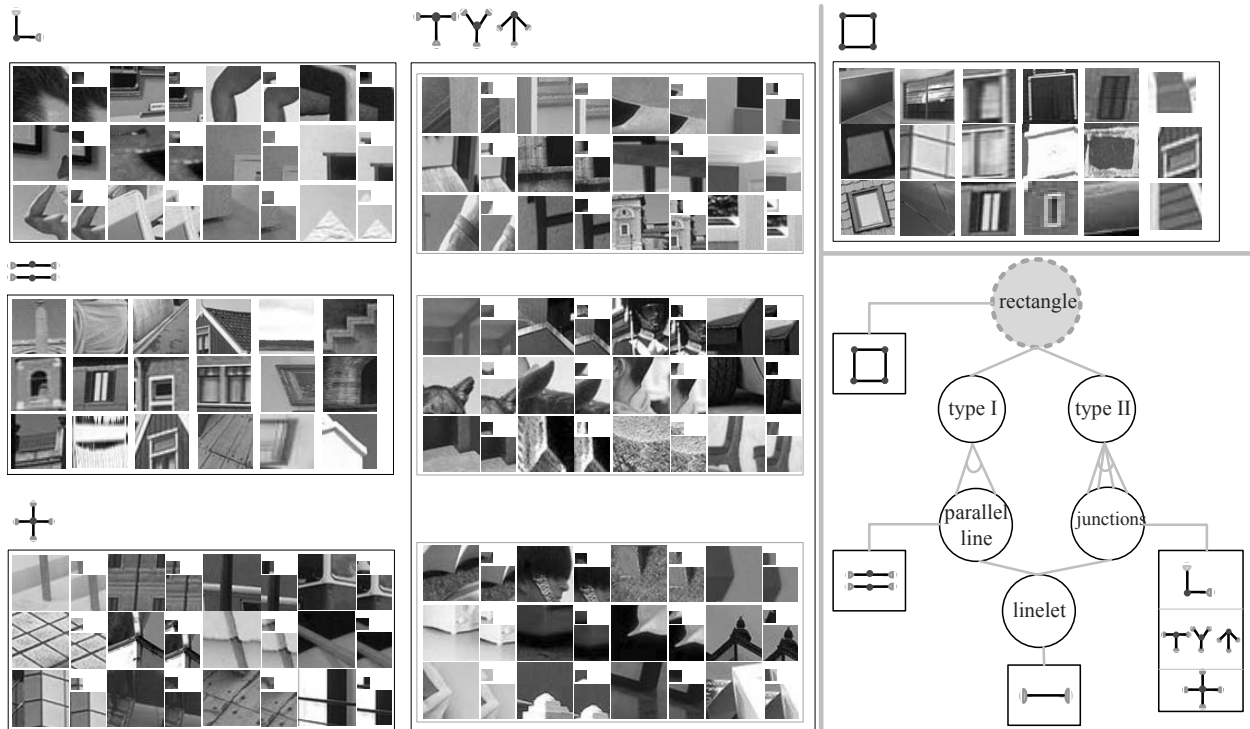 rectangle
type I
type II
parallel
line
junctions
linelet